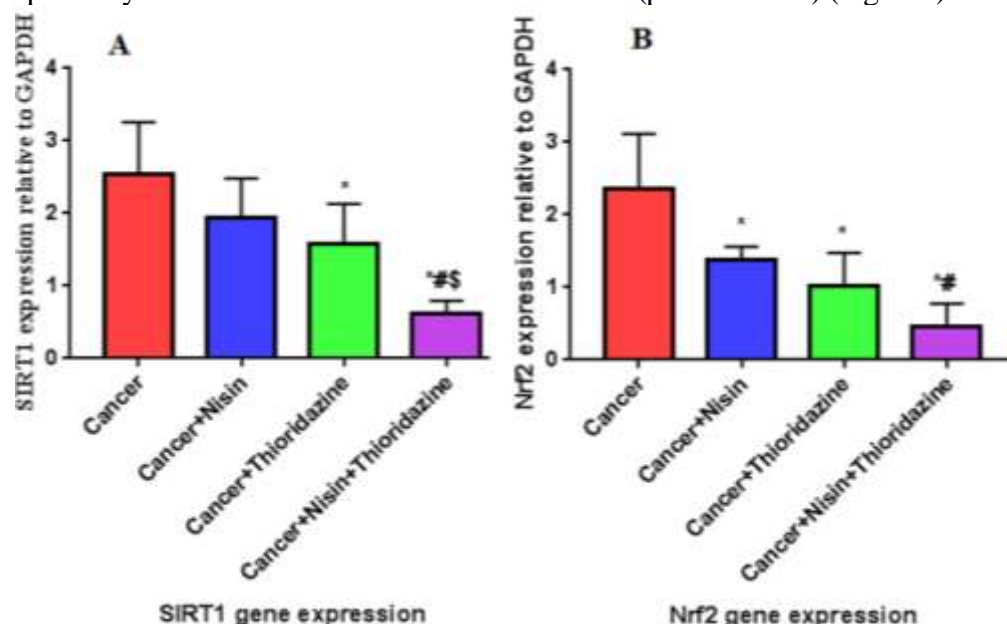 A
SIRT1 expression relative to GAPDH
4
3
2
1
0
*
*#$
Cancer
Cancer+Nisin
Cancer+Thioridazine
Cancer+Nisin+Thioridazine
SIRT1 gene expression
B
Nrf2 expression relative to GAPDH
4
3
2
1
0
*
*
*#
Cancer
Cancer+Nisin
Cancer+Thioridazine
Cancer+Nisin+Thioridazine
Nrf2 gene expression